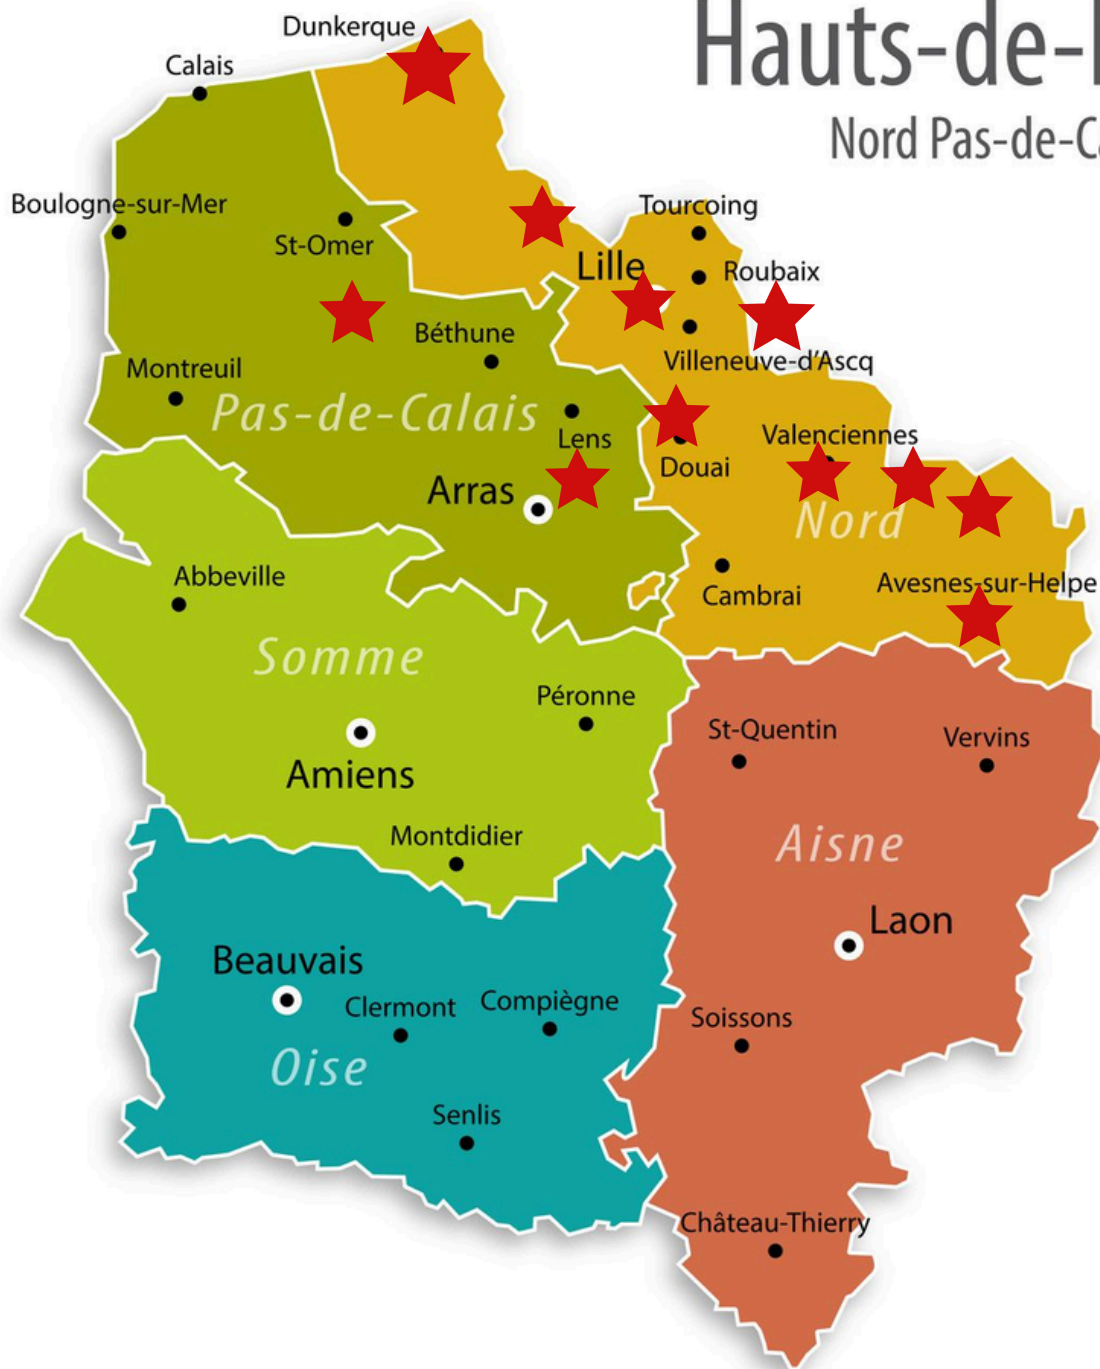 Hauts-de-
Nord Pas-de-Ca
Dunkerque
Calais
Boulogne-sur-Mer
St-Omer
Tourcoing
Lille
Roubaix
Béthune
Villeneuve-d'Ascq
Montreuil
Pas-de-Calais
Lens
Valenciennes
Douai
Arras
Nord
Abbeville
Cambrai
Avesnes-sur-Helpe
Somme
Péronne
St-Quentin
Vervins
Amiens
Montdidier
Aisne
Laon
Beauvais
Clermont
Compiègne
Soissons
Oise
Senlis
Château-Thierry